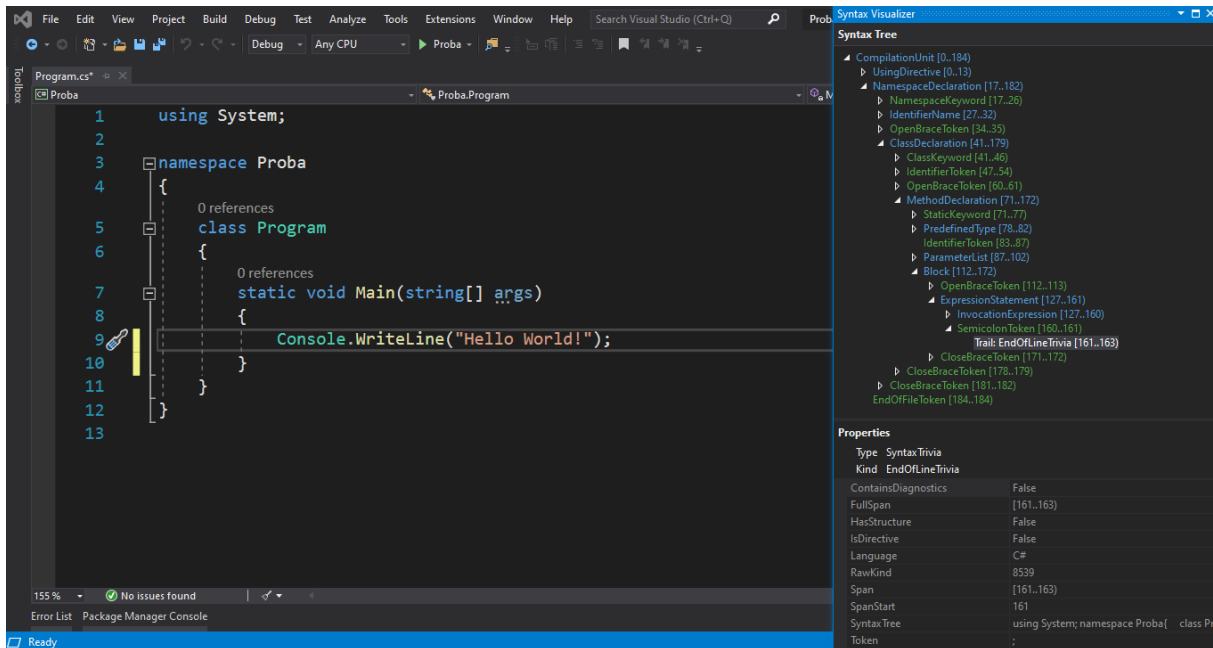 File Edit View Project Build Debug Test Analyze Tools Extensions Window Help Search Visual Studio (Ctrl+Q) Prob
Debug Any CPU Proba
Toolbox
Program.cs*
C# Proba Proba.Program M
1 using System;
2
3 namespace Proba
4 {
0 references
5 class Program
6 {
0 references
7 static void Main(string[] args)
8 {
9 Console.WriteLine("Hello World!");
10 }
11 }
12 }
13
155 % No issues found
Error List Package Manager Console
Ready
Syntax Visualizer
Syntax Tree
CompilationUnit [0..184)
UsingDirective [0..13)
NamespaceDeclaration [17..182)
NamespaceKeyword [17..26)
IdentifierName [27..32)
OpenBraceToken [34..35)
ClassDeclaration [41..179)
ClassKeyword [41..46)
IdentifierToken [47..54)
OpenBraceToken [60..61)
MethodDeclaration [71..172)
StaticKeyword [71..77)
PredefinedType [78..82)
IdentifierToken [83..87)
ParameterList [87..102)
Block [112..172)
OpenBraceToken [112..113)
ExpressionStatement [127..161)
InvocationExpression [127..160)
SemicolonToken [160..161)
Trail: EndOfLineTrivia [161..163)
CloseBraceToken [171..172)
CloseBraceToken [178..179)
CloseBraceToken [181..182)
EndOfFileToken [184..184)
Properties
Type SyntaxTrivia
Kind EndOfLineTrivia
ContainsDiagnostics False
FullSpan [161..163)
HasStructure False
IsDirective False
Language C#
RawKind 8539
Span [161..163)
SpanStart 161
SyntaxTree using System; namespace Proba{ class Pr
Token ;